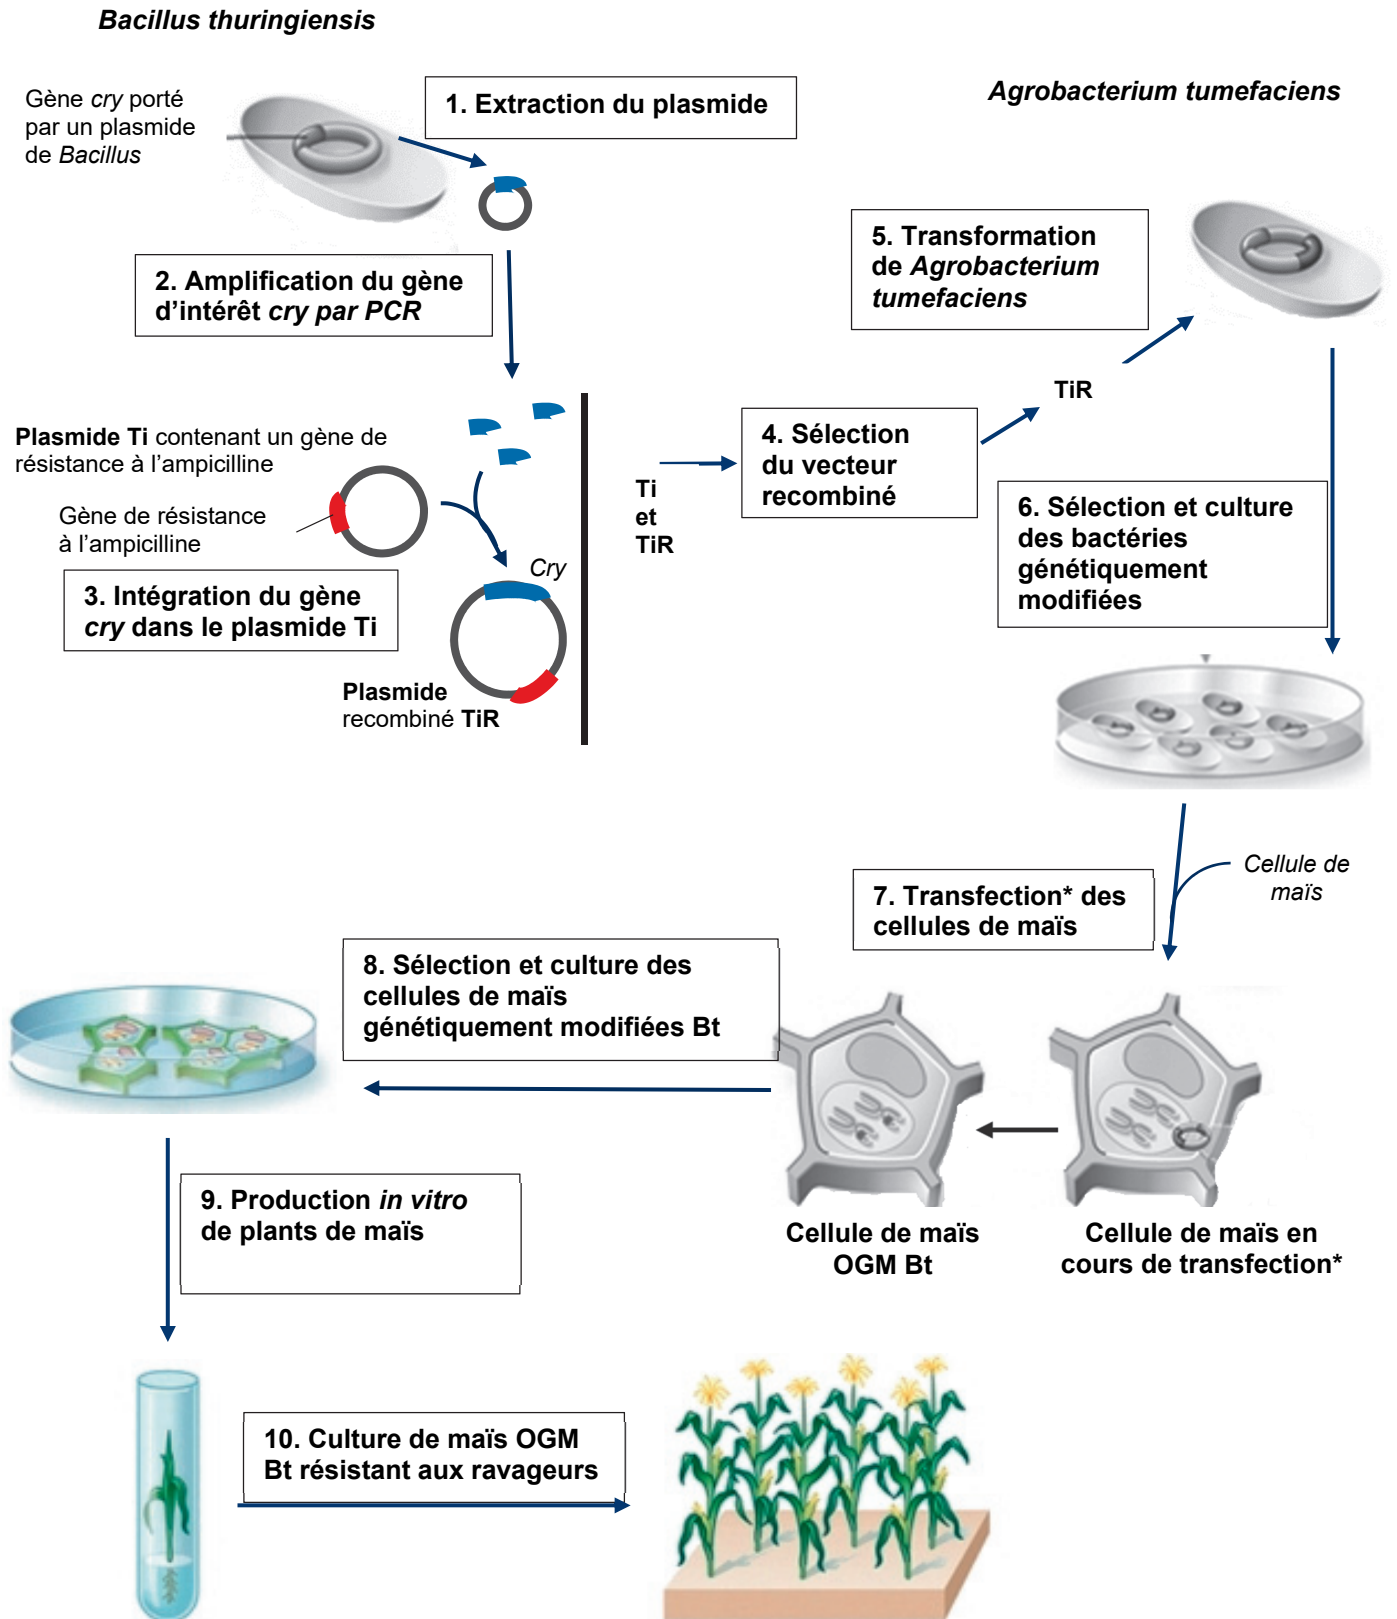 Bacillus thuringiensis
Gène cry porté
par un plasmide
de Bacillus
1. Extraction du plasmide
Agrobacterium tumefaciens
2. Amplification du gène
d'intérêt cry par PCR
5. Transformation
de Agrobacterium
tumefaciens
TiR
Plasmide Ti contenant un gène de
résistance à l'ampicilline
Gène de résistance
à l'ampicilline
3. Intégration du gène
cry dans le plasmide Ti
Cry
Plasmide
recombiné TiR
Ti
et
TiR
4. Sélection
du vecteur
recombiné
6. Sélection et culture
des bactéries
génétiquement
modifiées
7. Transfection* des
cellules de maïs
Cellule de
maïs
8. Sélection et culture des
cellules de maïs
génétiquement modifiées Bt
Cellule de maïs
OGM Bt
Cellule de maïs en
cours de transfection*
9. Production in vitro
de plants de maïs
10. Culture de maïs OGM
Bt résistant aux ravageurs